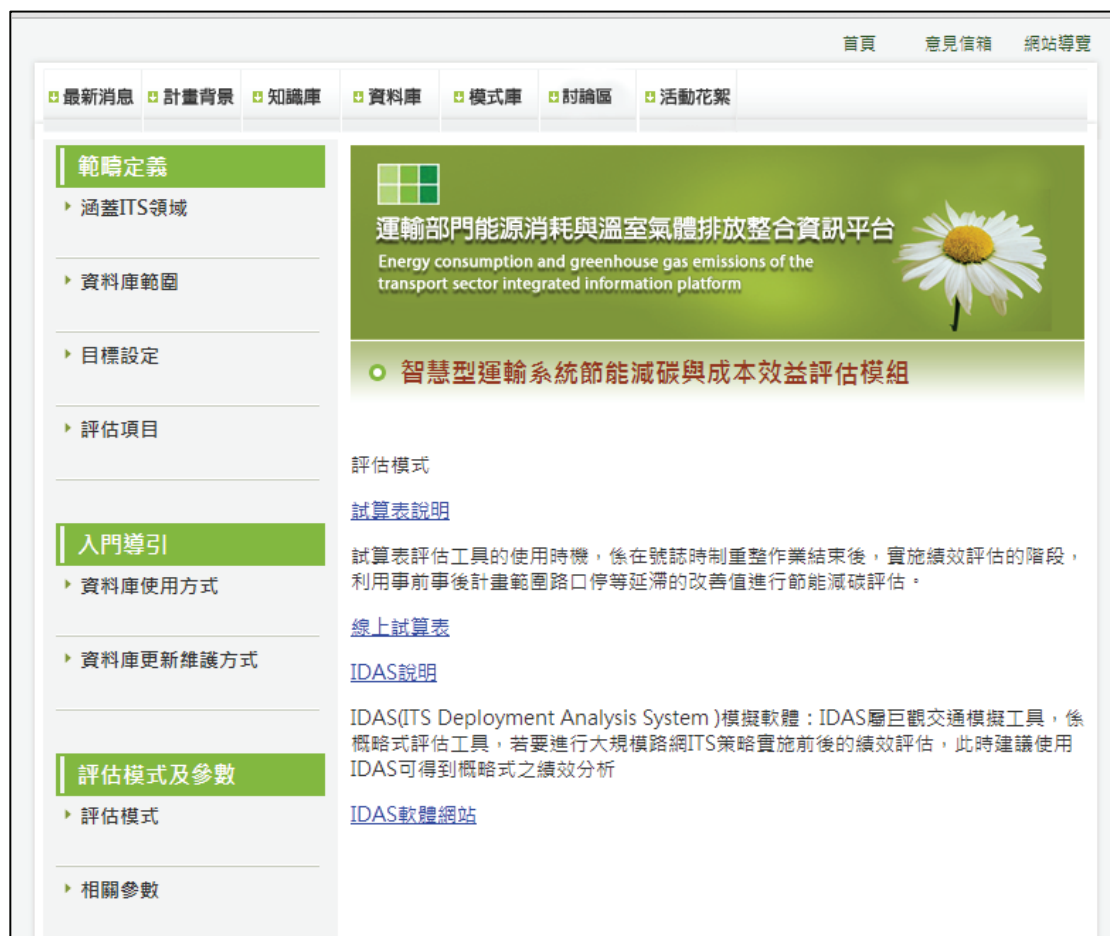 首頁 意見信箱 網站導覽
最新消息 計畫背景 知識庫 資料庫 模式庫 討論區 活動花絮
範疇定義
涵蓋ITS領域
資料庫範圍
目標設定
評估項目
入門導引
資料庫使用方式
資料庫更新維護方式
評估模式及參數
評估模式
相關參數
運輸部門能源消耗與溫室氣體排放整合資訊平台
Energy consumption and greenhouse gas emissions of the
transport sector integrated information platform
智慧型運輸系統節能減碳與成本效益評估模組
評估模式
試算表說明
試算表評估工具的使用時機，係在號誌時制重整作業結束後，實施績效評估的階段，
利用事前事後計畫範圍路口停等延滯的改善值進行節能減碳評估。
線上試算表
IDAS說明
IDAS(ITS Deployment Analysis System )模擬軟體：IDAS屬巨觀交通模擬工具，係
概略式評估工具，若要進行大規模路網ITS策略實施前後的績效評估，此時建議使用
IDAS可得到概略式之績效分析
IDAS軟體網站